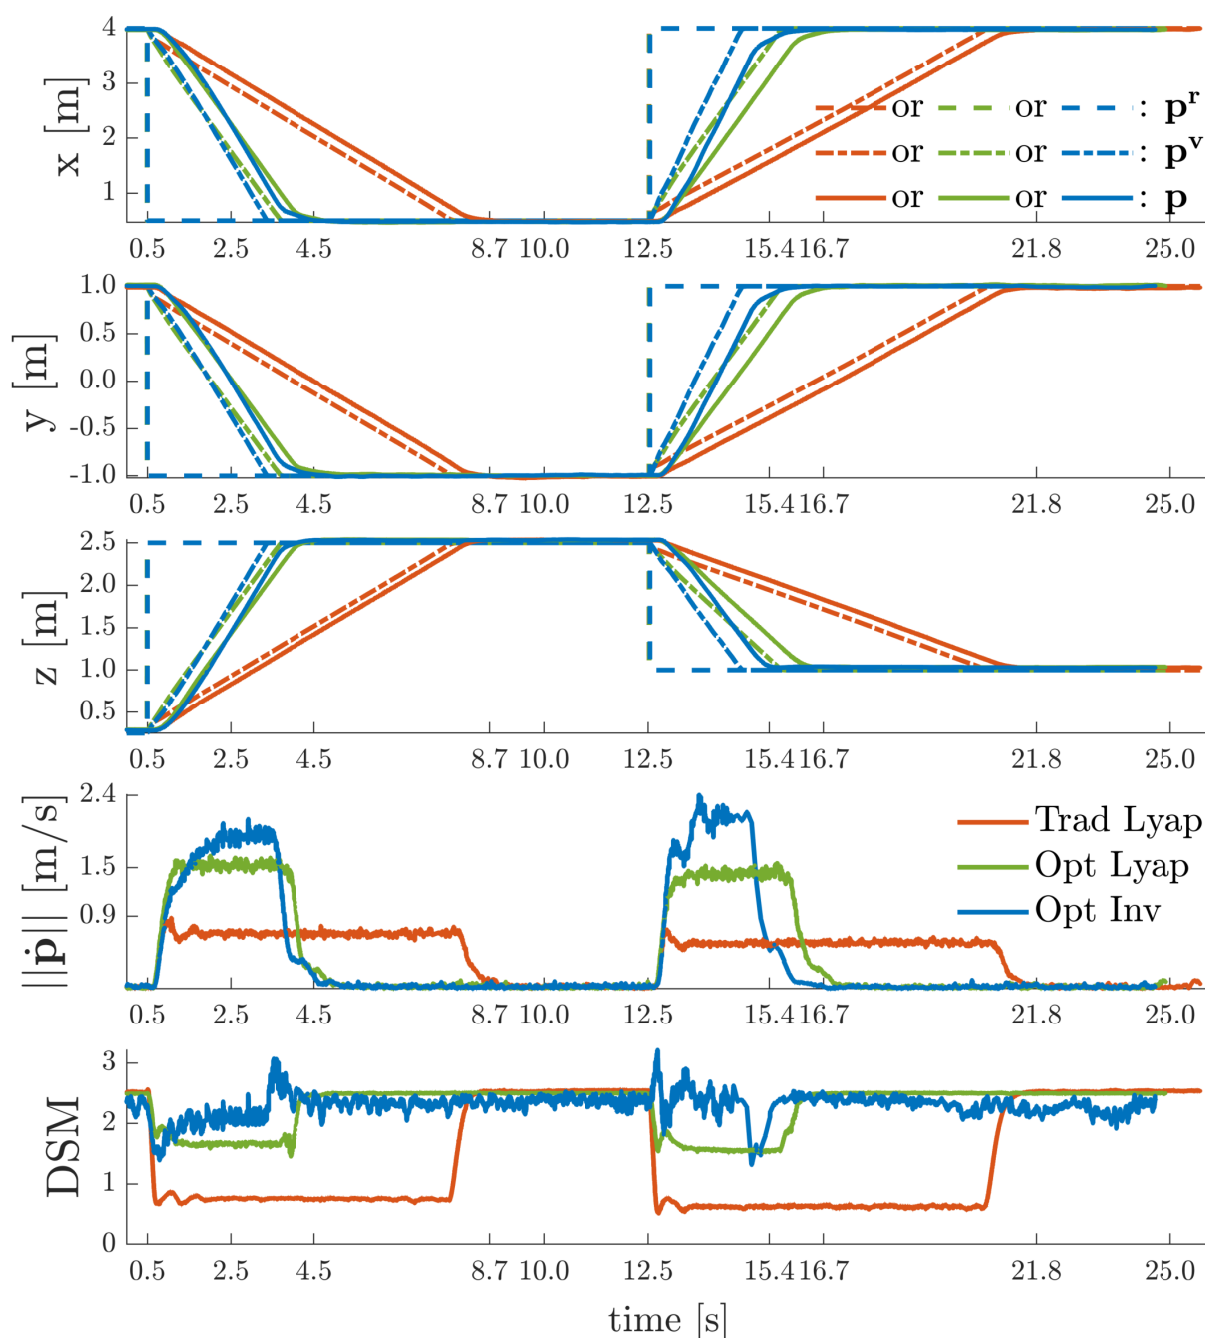 4
3
2
1
x [m]
or or : p^r
or or : p^v
or or : p
0.5 2.5 4.5 8.7 10.0 12.5 15.4 16.7 21.8 25.0
1.0
0.5
0.0
-0.5
-1.0
y [m]
0.5 2.5 4.5 8.7 10.0 12.5 15.4 16.7 21.8 25.0
2.5
2.0
1.5
1.0
0.5
z [m]
0.5 2.5 4.5 8.7 10.0 12.5 15.4 16.7 21.8 25.0
2.4
1.5
0.9
||ṗ|| [m/s]
Trad Lyap
Opt Lyap
Opt Inv
0.5 2.5 4.5 8.7 10.0 12.5 15.4 16.7 21.8 25.0
3
2
1
0
DSM
0.5 2.5 4.5 8.7 10.0 12.5 15.4 16.7 21.8 25.0
time [s]